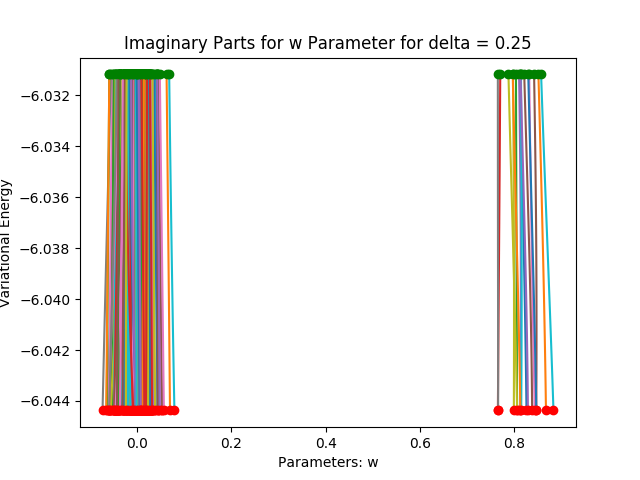 Imaginary Parts for w Parameter for delta = 0.25
Variational Energy
−6.032
−6.034
−6.036
−6.038
−6.040
−6.042
−6.044
0.0 0.2 0.4 0.6 0.8
Parameters: w